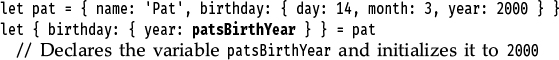 let pat = { name: 'Pat', birthday: { day: 14, month: 3, year: 2000 } }
let { birthday: { year: patsBirthYear } } = pat
// Declares the variable patsBirthYear and initializes it to 2000